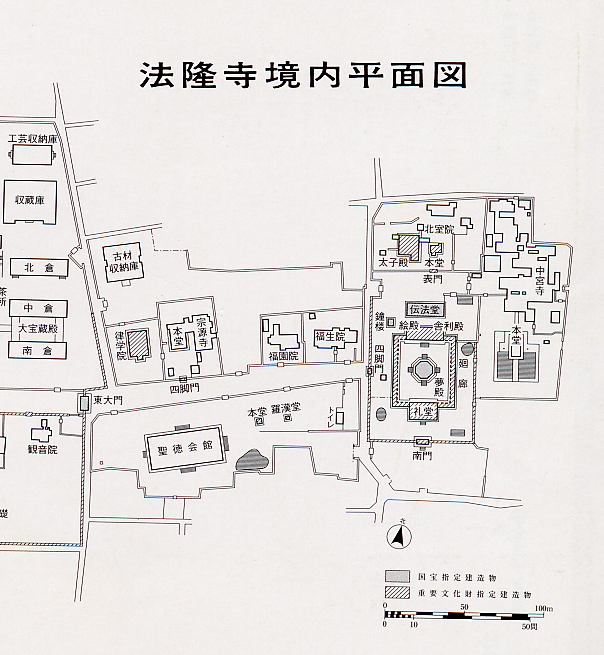 法隆寺境内平面図
工芸収納庫
収蔵庫
北倉
中倉
大宝蔵殿
南倉
茶
所
古材
収納庫
律学院
本堂
宗源寺
福園院
福生院
四脚門
東大門
観音院
礎
聖徳会館
本堂
羅漢堂
トイレ
北室院
太子殿
本堂
表門
中宮寺
本堂
鐘楼
伝法堂
絵殿
舎利殿
四脚門
夢殿
廻廊
礼堂
南門
北
国宝指定建造物
重要文化財指定建造物
0 50 100m
0 10 50間